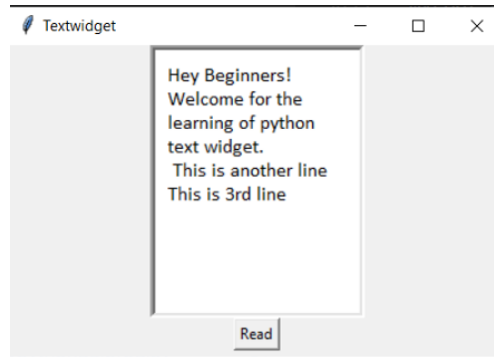 Textwidget
Hey Beginners!
Welcome for the
learning of python
text widget.
This is another line
This is 3rd line
Read